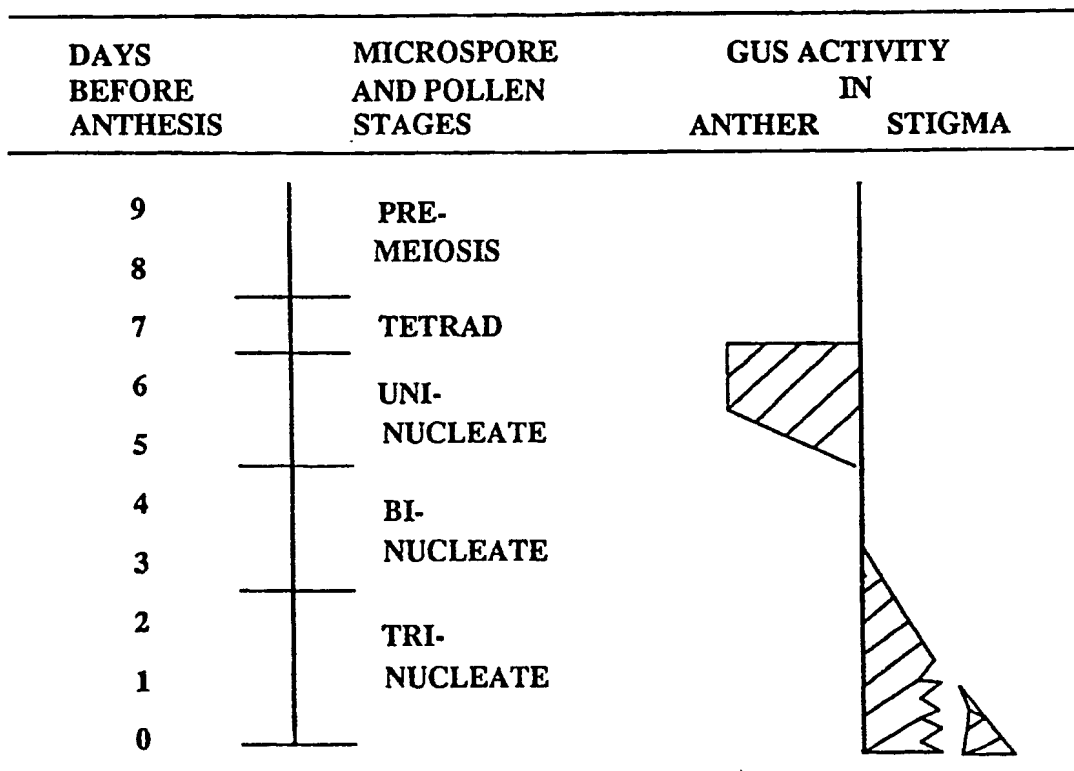 DAYS
BEFORE
ANTHESIS
MICROSPORE
AND POLLEN
STAGES
GUS ACTIVITY
IN
ANTHER STIGMA
9
8
7
6
5
4
3
2
1
0
PRE-
MEIOSIS
TETRAD
UNI-
NUCLEATE
BI-
NUCLEATE
TRI-
NUCLEATE